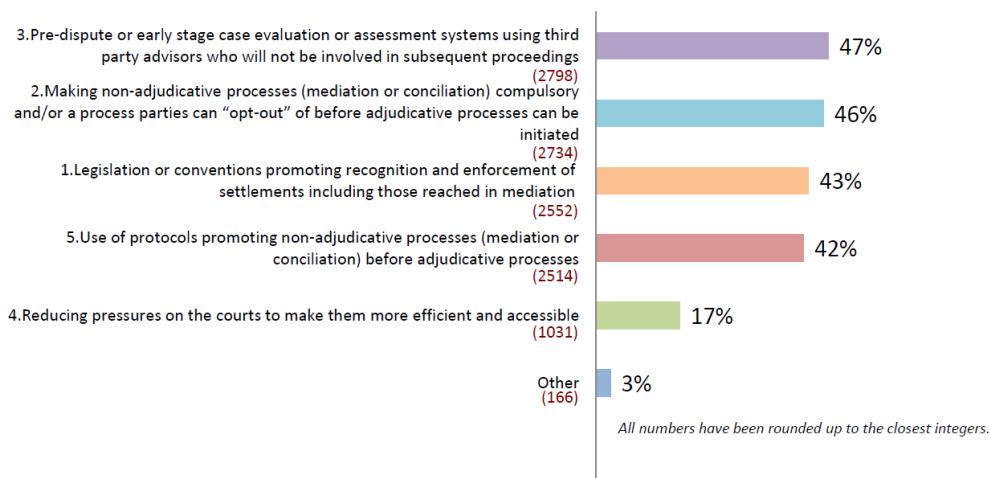 3.Pre-dispute or early stage case evaluation or assessment systems using third
party advisors who will not be involved in subsequent proceedings
(2798)
47%
2.Making non-adjudicative processes (mediation or conciliation) compulsory
and/or a process parties can “opt-out” of before adjudicative processes can be
initiated
(2734)
46%
1.Legislation or conventions promoting recognition and enforcement of
settlements including those reached in mediation
(2552)
43%
5.Use of protocols promoting non-adjudicative processes (mediation or
conciliation) before adjudicative processes
(2514)
42%
4.Reducing pressures on the courts to make them more efficient and accessible
(1031)
17%
Other
(166)
3%
All numbers have been rounded up to the closest integers.